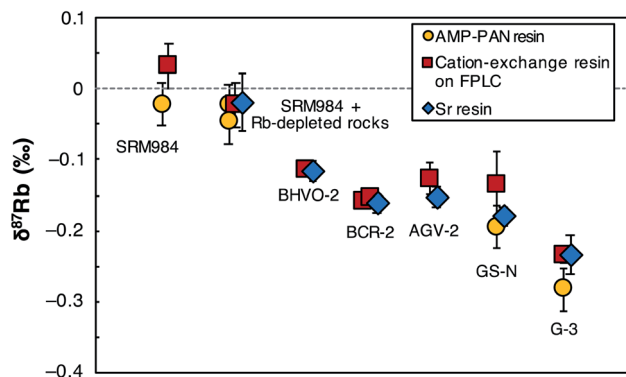 0.1
0
−0.1
−0.2
−0.3
−0.4
δ87Rb (‰)
AMP-PAN resin
Cation-exchange resin
on FPLC
Sr resin
SRM984
SRM984 +
Rb-depleted rocks
BHVO-2
BCR-2
AGV-2
GS-N
G-3